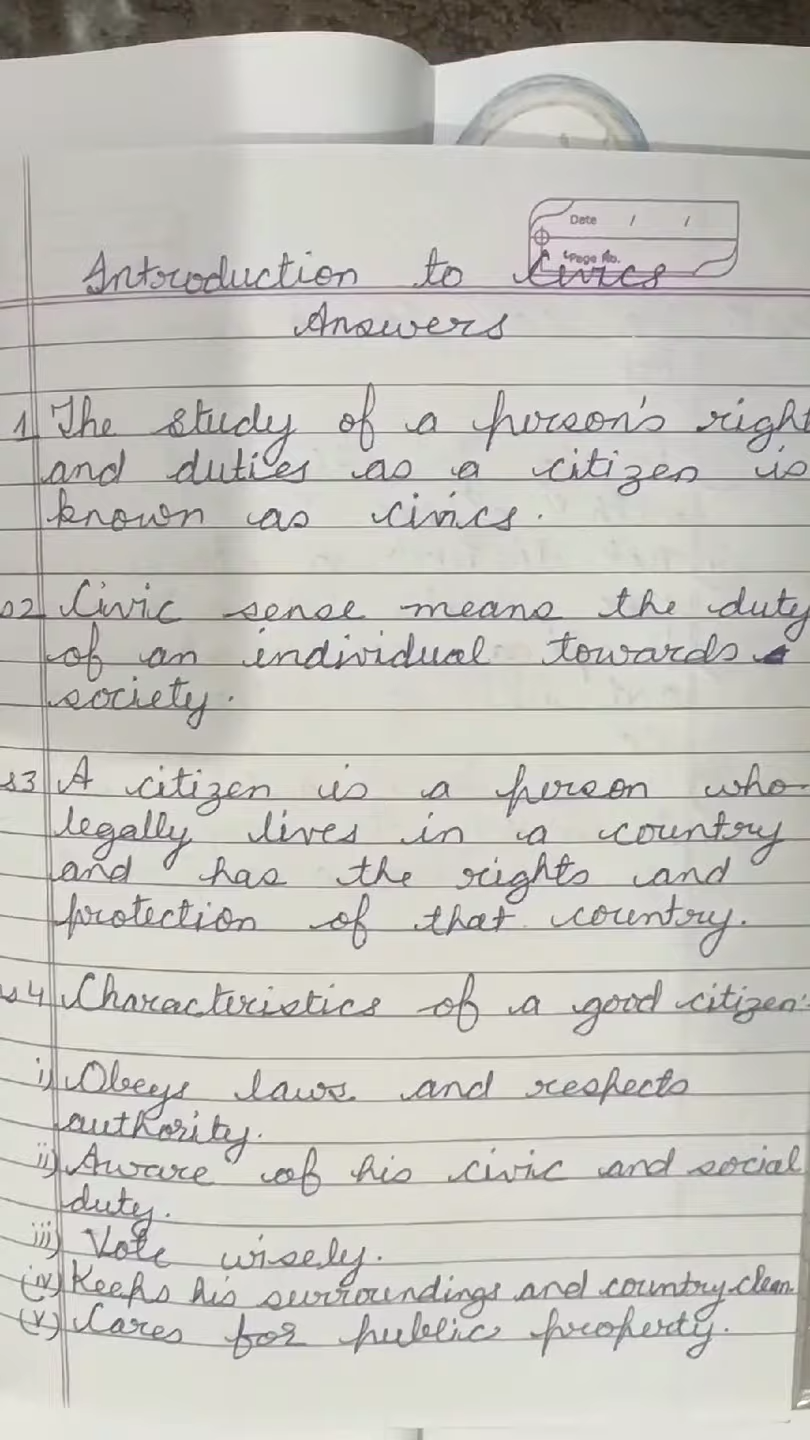 Date / /
Page No.
Introduction to Civics
Answers
1 The study of a person's right
and duties as a citizen is
known as civics.
s2 Civic sense means the duty
of an individual towards
society.
s3 A citizen is a person who
legally lives in a country
and has the rights and
protection of that country.
s4 Characteristics of a good citizen:
i) Obeys laws and respects
authority.
ii) Aware of his civic and social
duty.
iii) Vote wisely.
(iv) Keeps his surroundings and country clean.
(v) Cares for public property.